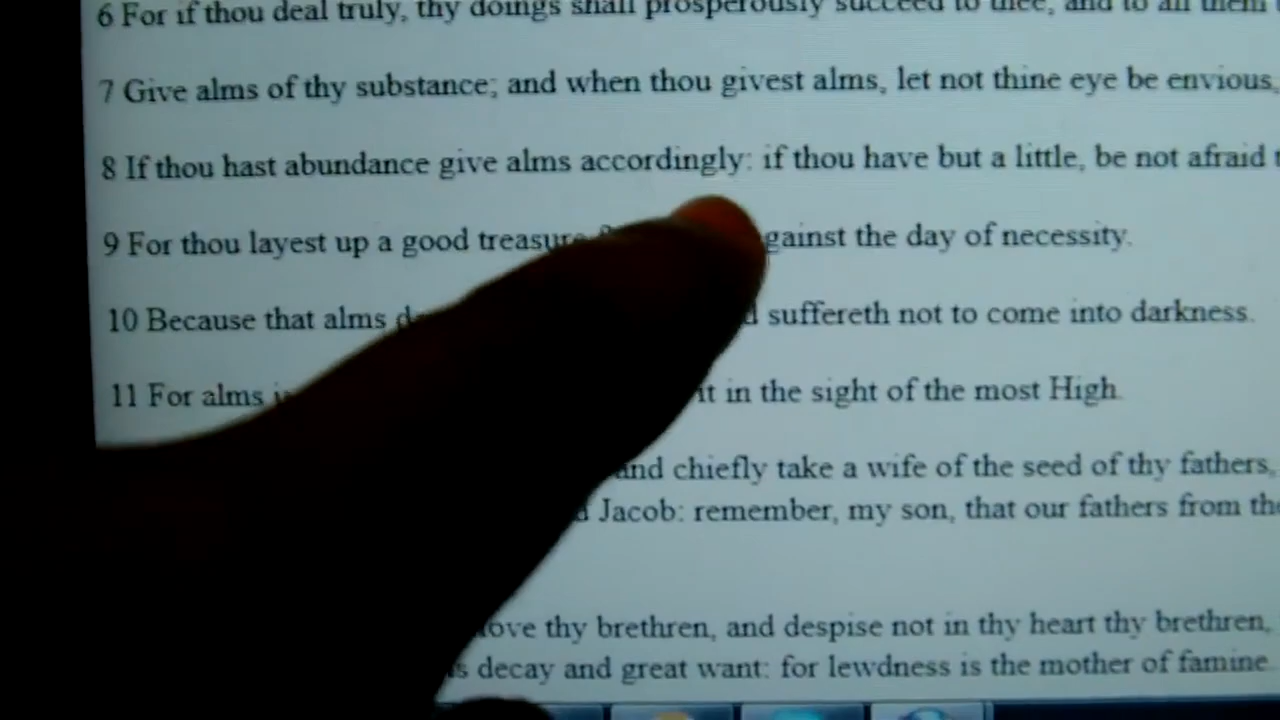 6 For if thou deal truly, thy doings shall prosperously succeed to thee, and to all them
7 Give alms of thy substance; and when thou givest alms, let not thine eye be envious,
8 If thou hast abundance give alms accordingly: if thou have but a little, be not afraid
9 For thou layest up a good treasure gainst the day of necessity.
10 Because that alms suffereth not to come into darkness.
11 For alms it in the sight of the most High.
and chiefly take a wife of the seed of thy fathers,
Jacob: remember, my son, that our fathers from the
love thy brethren, and despise not in thy heart thy brethren,
is decay and great want: for lewdness is the mother of famine.